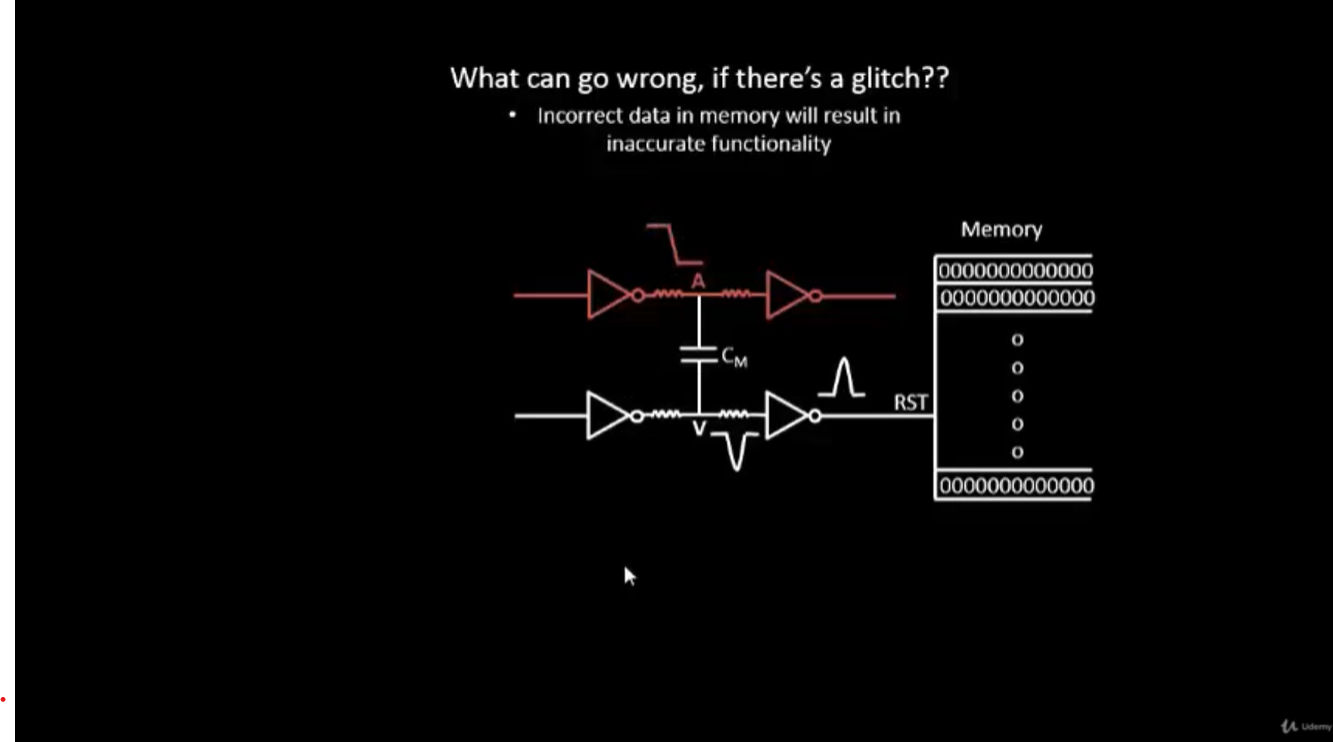 What can go wrong, if there's a glitch??
• Incorrect data in memory will result in
inaccurate functionality
Memory
0000000000000
A
0000000000000
o
o
CM
o
RST
V
o
o
0000000000000
Udemy